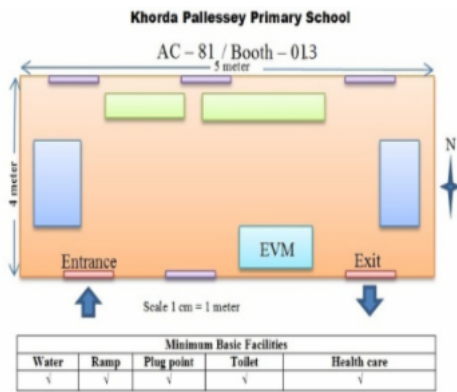 Khorda Pallessey Primary School
AC – 81 / Booth – 013
5 meter
4 meter
N
EVM
Entrance
Exit
Scale 1 cm = 1 meter
Minimum Basic Facilities
Water Ramp Plug point Toilet Health care
√ √ √ √ √